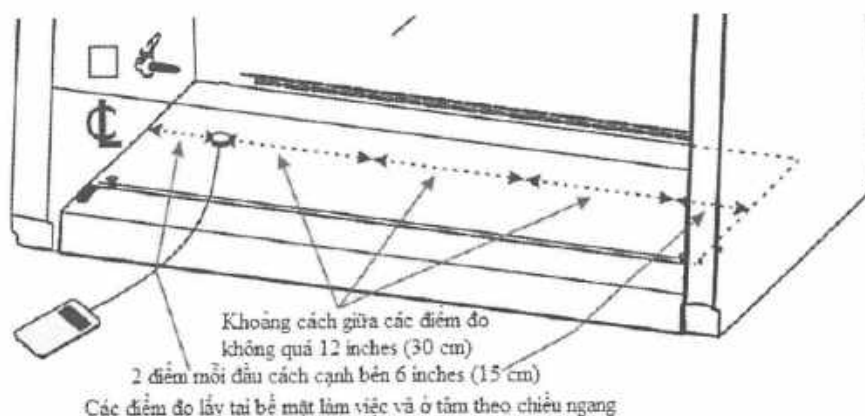 Khoảng cách giữa các điểm đo
không quá 12 inches (30 cm)
2 điểm mỗi đầu cách cạnh bên 6 inches (15 cm)
Các điểm đo lấy tại bề mặt làm việc và ở tâm theo chiều ngang